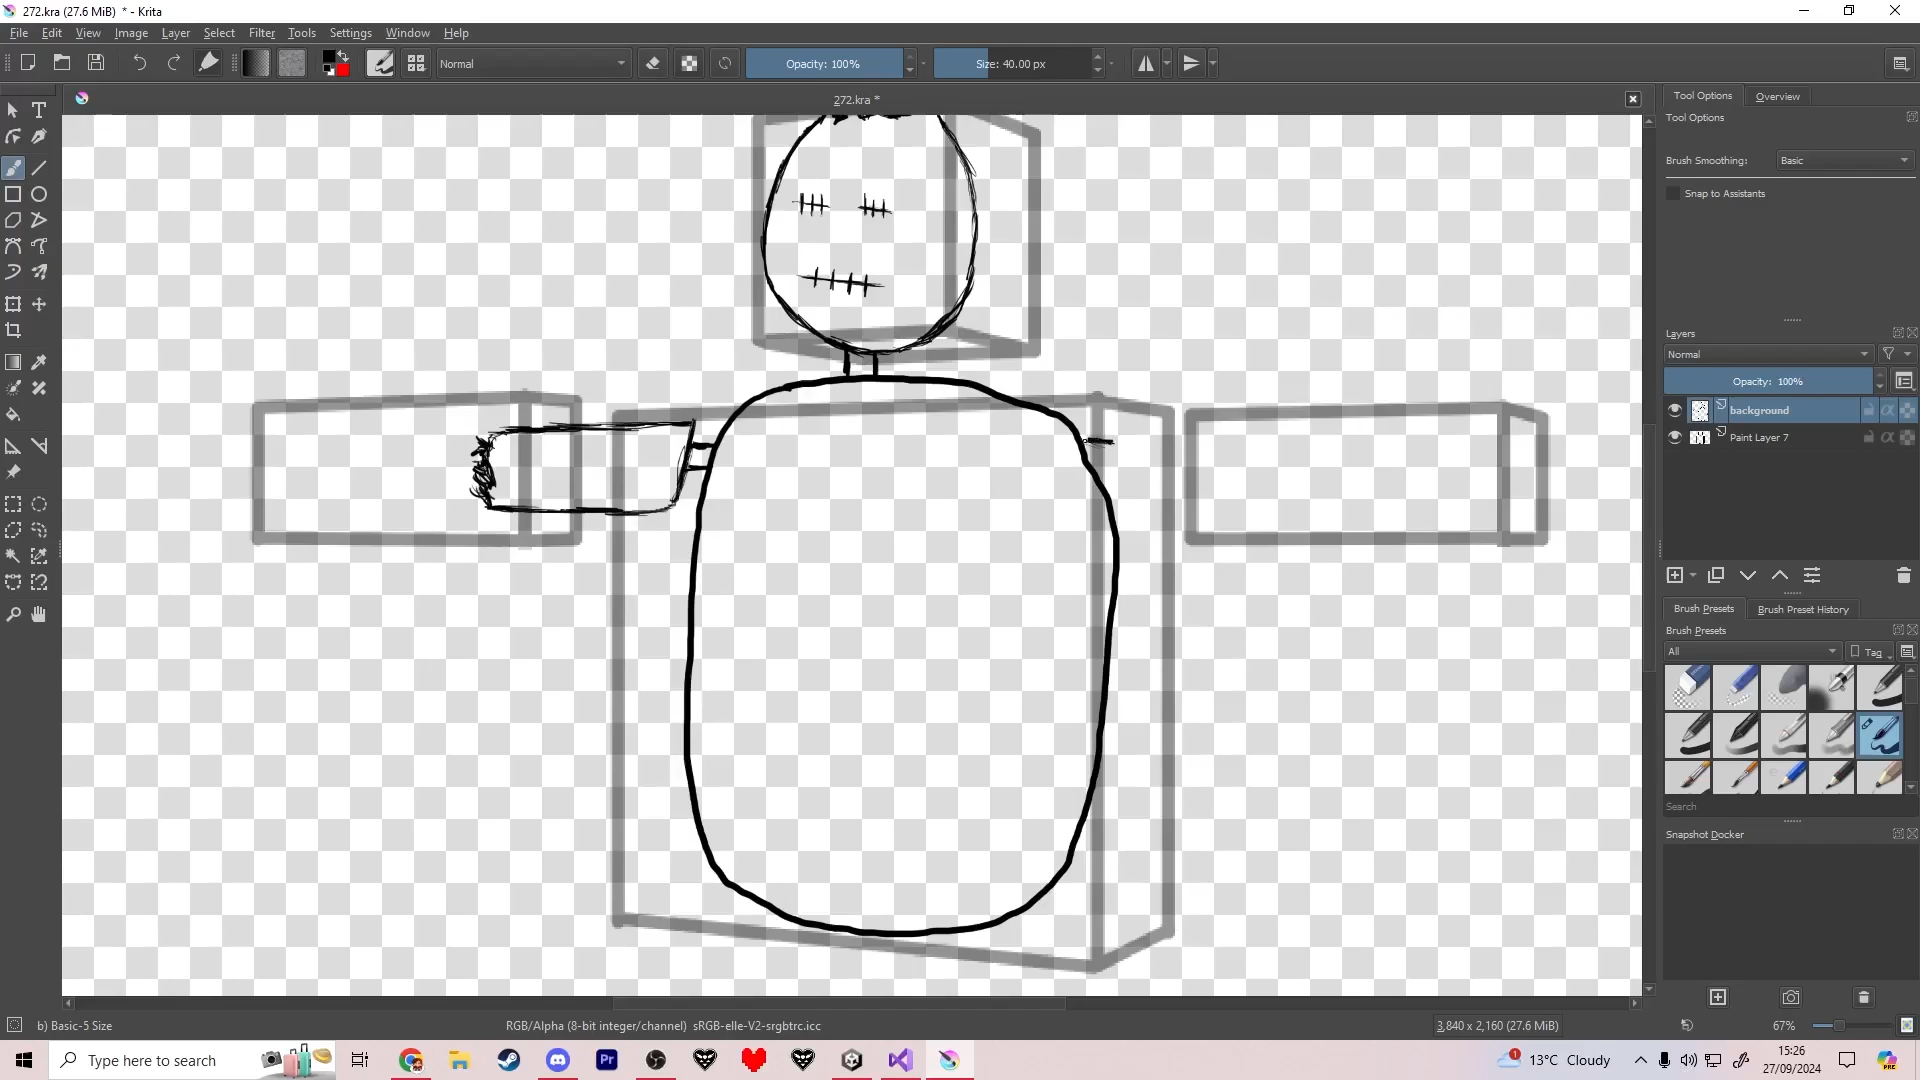 272.kra (27.6 MiB) * - Krita
File Edit View Image Layer Select Filter Tools Settings Window Help
Normal
Opacity: 100%
Size: 40.00 px
272.kra *
Tool Options
Overview
Tool Options
Brush Smoothing:
Basic
Snap to Assistants
Layers
Normal
Opacity: 100%
background
Paint Layer 7
Brush Presets
Brush Preset History
Brush Presets
All
Tag
Search
Snapshot Docker
b) Basic-5 Size
RGB/Alpha (8-bit integer/channel) sRGB-elle-V2-srgbtrc.icc
3,840 x 2,160 (27.6 MiB)
67%
Type here to search
Pr
1
13°C Cloudy
15:26
27/09/2024
PRE